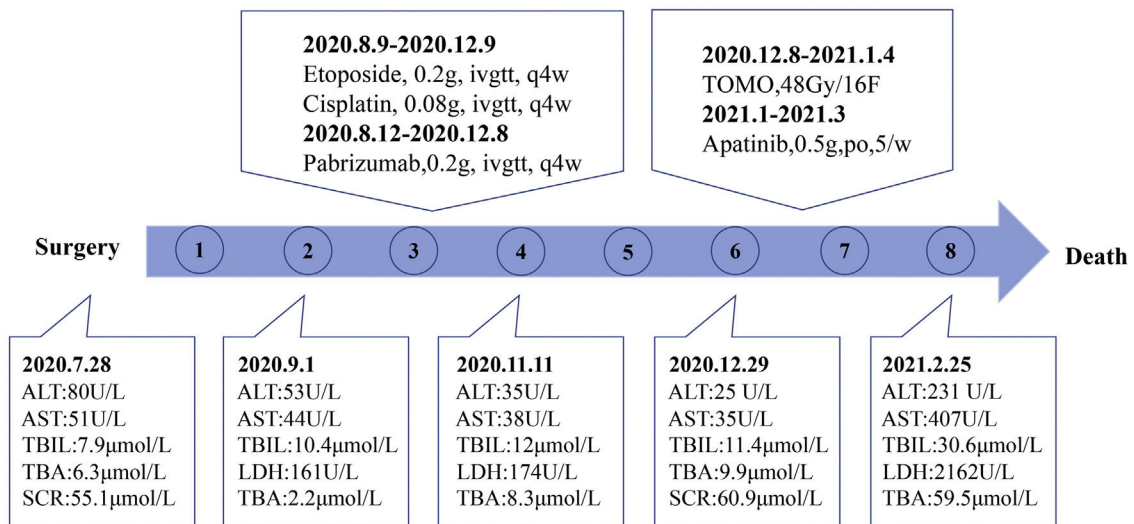 2020.8.9-2020.12.9
Etoposide, 0.2g, ivgtt, q4w
Cisplatin, 0.08g, ivgtt, q4w
2020.8.12-2020.12.8
Pabrizumab,0.2g, ivgtt, q4w
2020.12.8-2021.1.4
TOMO,48Gy/16F
2021.1-2021.3
Apatinib,0.5g,po,5/w
Surgery
1
2
3
4
5
6
7
8
Death
2020.7.28
ALT:80U/L
AST:51U/L
TBIL:7.9μmol/L
TBA:6.3μmol/L
SCR:55.1μmol/L
2020.9.1
ALT:53U/L
AST:44U/L
TBIL:10.4μmol/L
LDH:161U/L
TBA:2.2μmol/L
2020.11.11
ALT:35U/L
AST:38U/L
TBIL:12μmol/L
LDH:174U/L
TBA:8.3μmol/L
2020.12.29
ALT:25 U/L
AST:35U/L
TBIL:11.4μmol/L
TBA:9.9μmol/L
SCR:60.9μmol/L
2021.2.25
ALT:231 U/L
AST:407U/L
TBIL:30.6μmol/L
LDH:2162U/L
TBA:59.5μmol/L